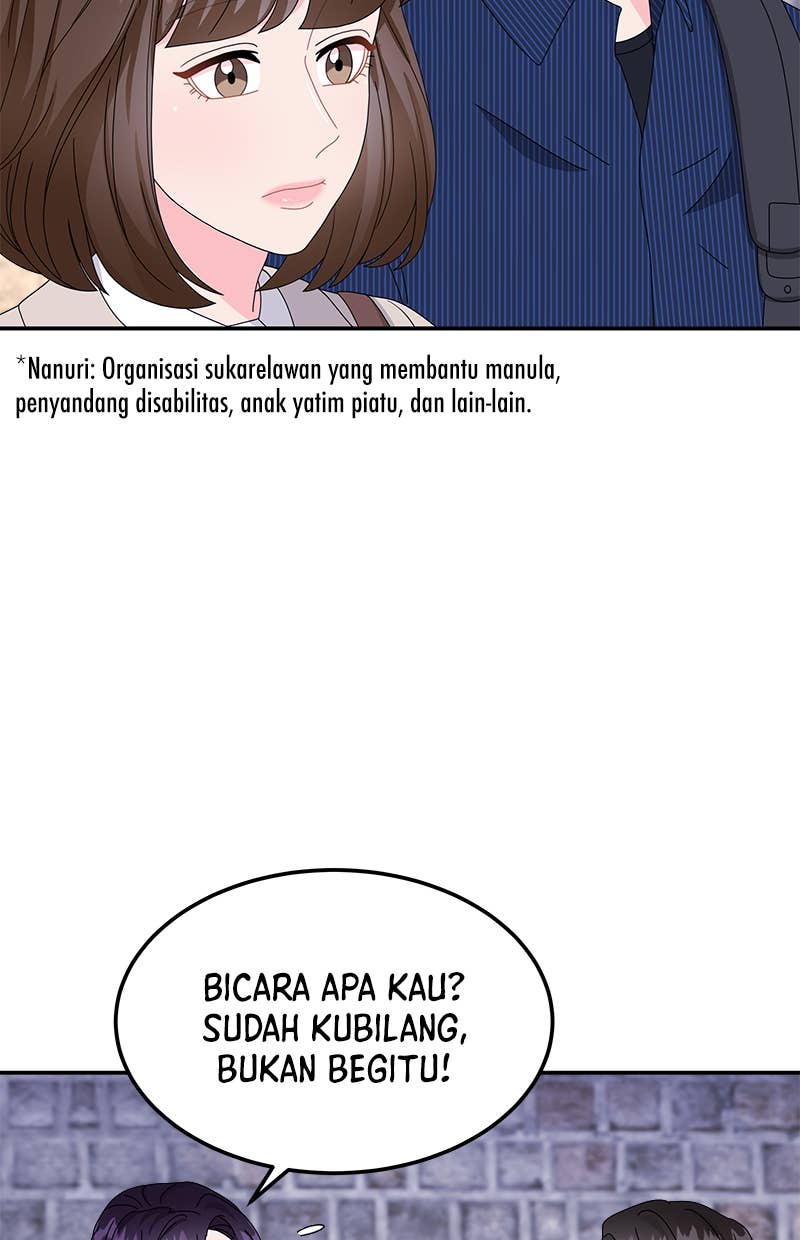 *Nanuri: Organisasi sukarelawan yang membantu manula,
penyandang disabilitas, anak yatim piatu, dan lain-lain.
BICARA APA KAU?
SUDAH KUBILANG,
BUKAN BEGITU!